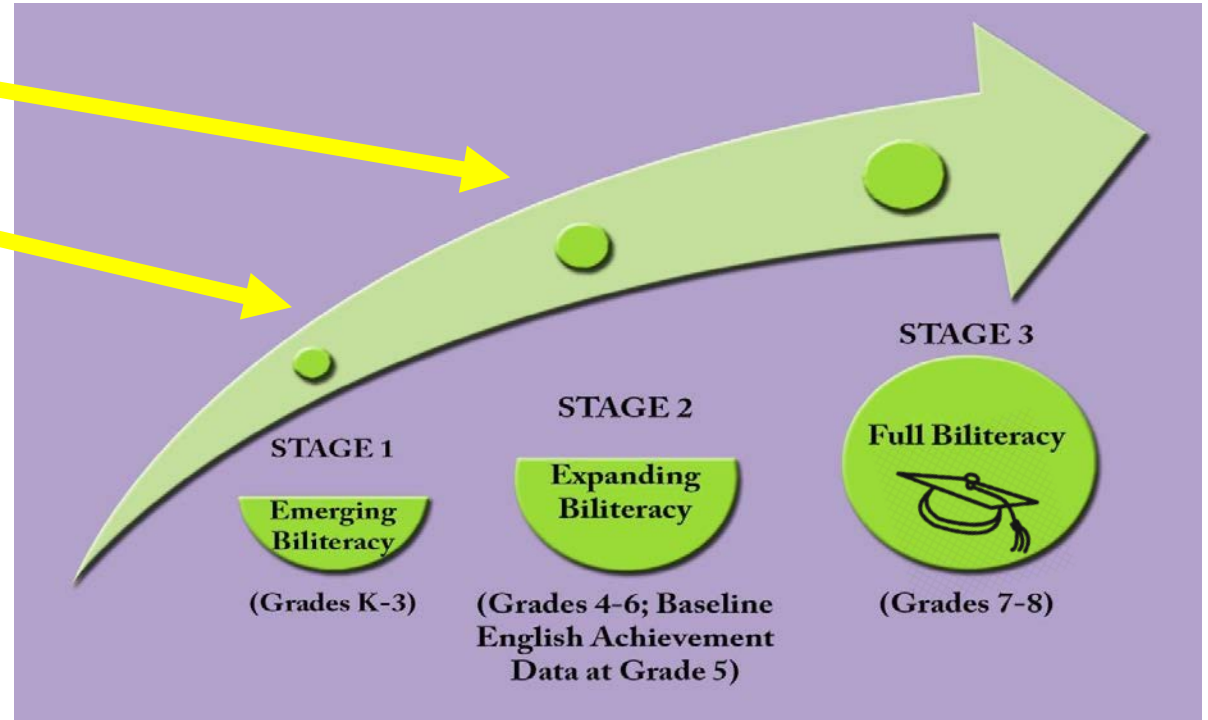 STAGE 1
Emerging
Biliteracy
(Grades K-3)
STAGE 2
Expanding
Biliteracy
(Grades 4-6; Baseline
English Achievement
Data at Grade 5)
STAGE 3
Full Biliteracy
(Grades 7-8)